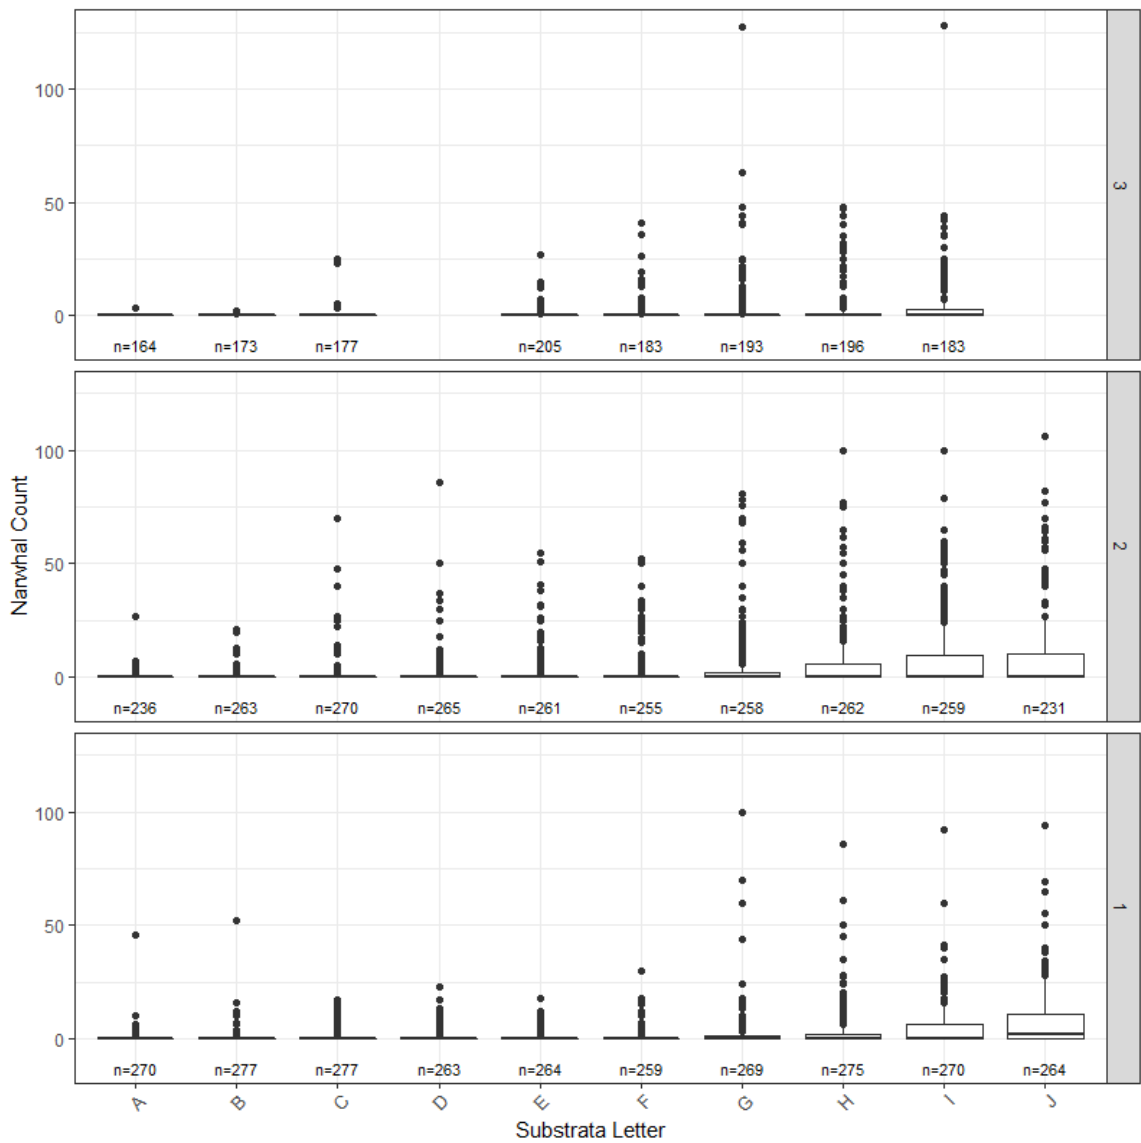 100
50
0
n=164 n=173 n=177 n=205 n=183 n=193 n=196 n=183
3
Narwhal Count
100
50
0
n=236 n=263 n=270 n=265 n=261 n=255 n=258 n=262 n=259 n=231
2
100
50
0
n=270 n=277 n=277 n=263 n=264 n=259 n=269 n=275 n=270 n=264
1
A B C D E F G H I J
Substrata Letter